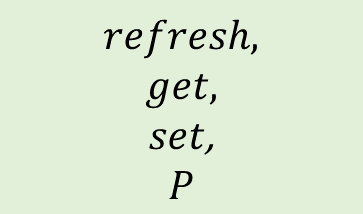 refresh,
get,
set,
P